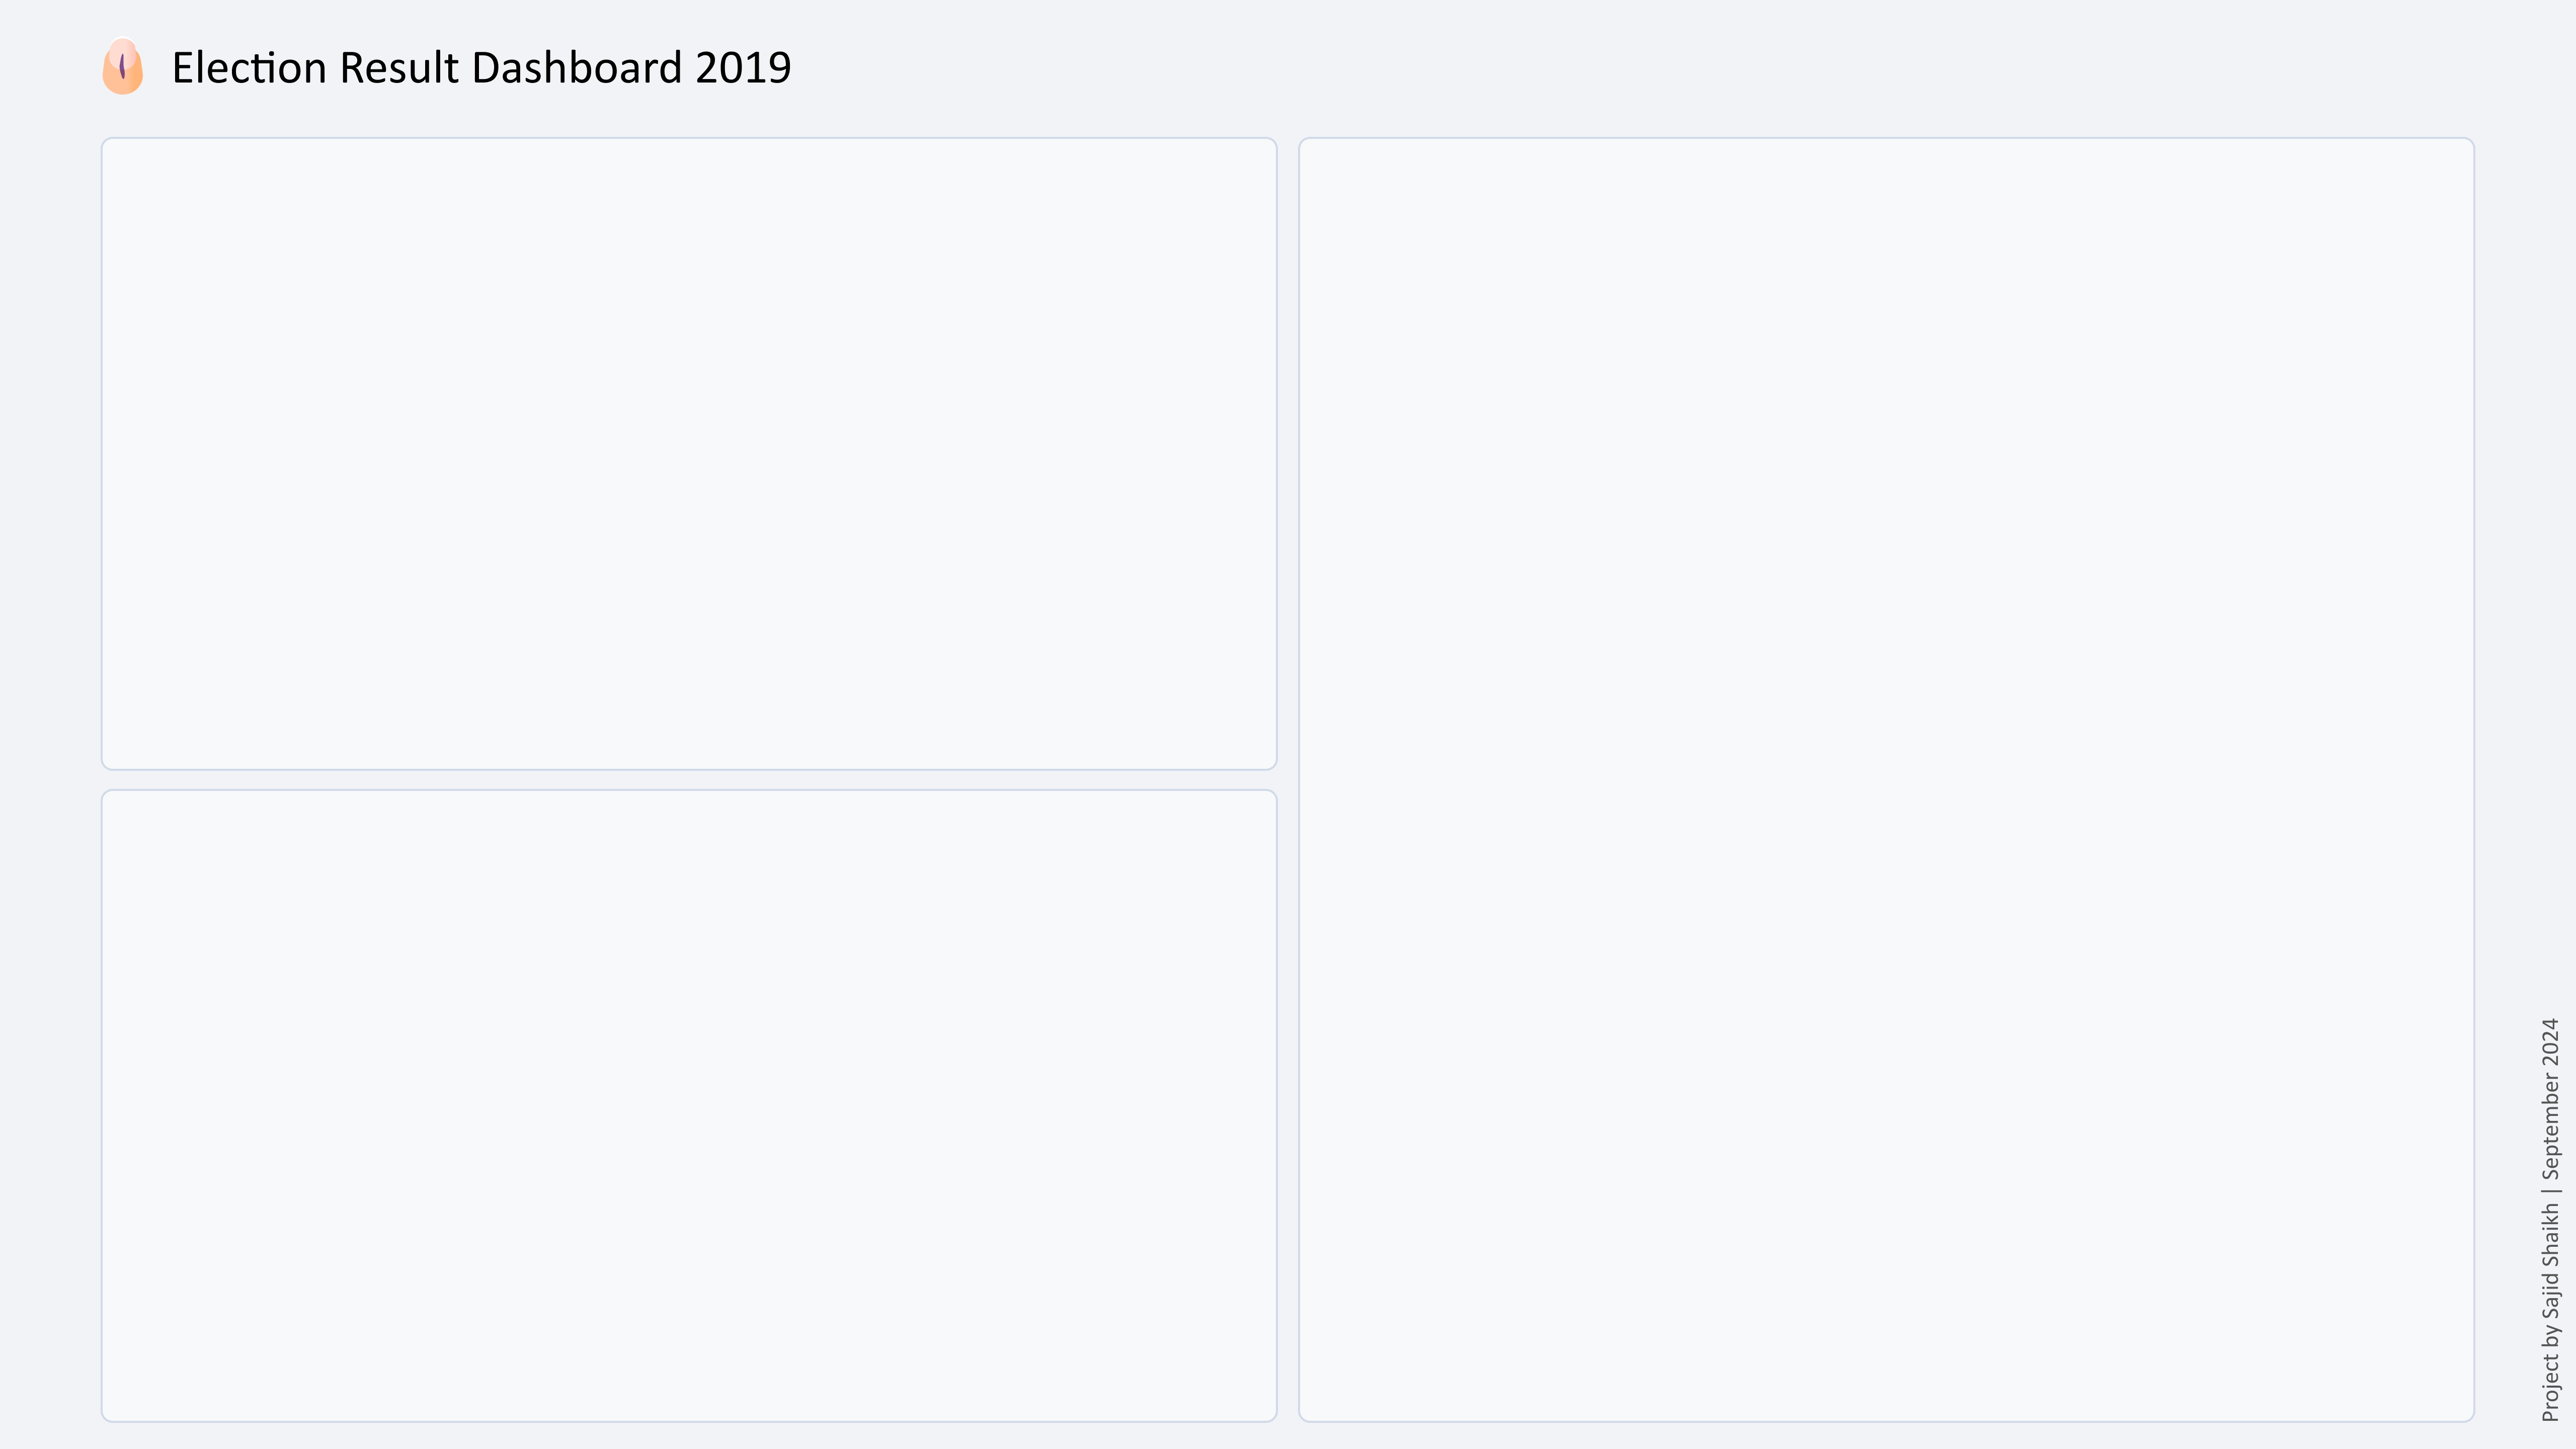 Election Result Dashboard 2019
Project by Sajid Shaikh | September 2024